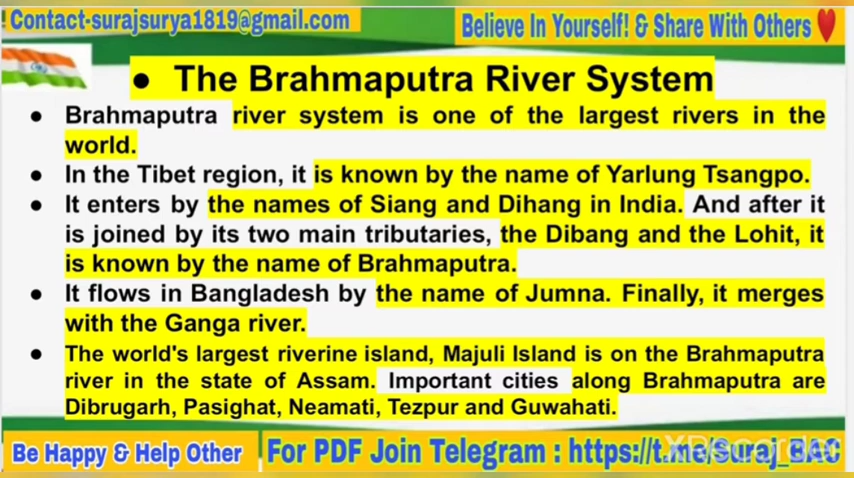 ! Contact-surajsurya1819@gmail.com
Believe In Yourself! & Share With Others
● The Brahmaputra River System
● Brahmaputra river system is one of the largest rivers in the
world.
● In the Tibet region, it is known by the name of Yarlung Tsangpo.
● It enters by the names of Siang and Dihang in India. And after it
is joined by its two main tributaries, the Dibang and the Lohit, it
is known by the name of Brahmaputra.
● It flows in Bangladesh by the name of Jumna. Finally, it merges
with the Ganga river.
● The world's largest riverine island, Majuli Island is on the Brahmaputra
river in the state of Assam. Important cities along Brahmaputra are
Dibrugarh, Pasighat, Neamati, Tezpur and Guwahati.
Be Happy & Help Other
For PDF Join Telegram : https://t.me/Suraj_BAC
XRecorder